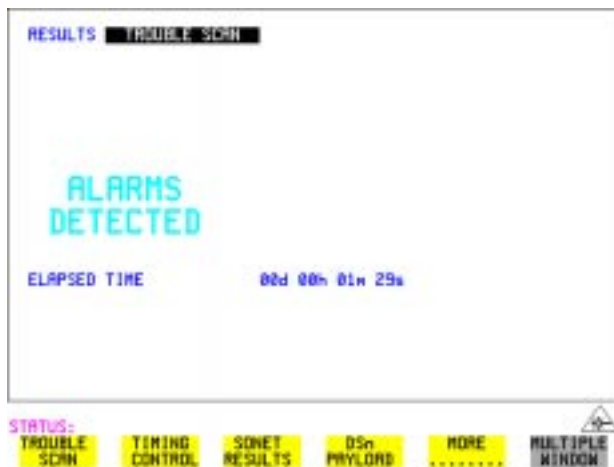 RESULTS TROUBLE SCAN
ALARMS
DETECTED
ELAPSED TIME 00d 00h 01m 29s
STATUS:
TROUBLE SCAN
TIMING CONTROL
SONET RESULTS
DSn PAYLOAD
MORE ........
MULTIPLE WINDOW